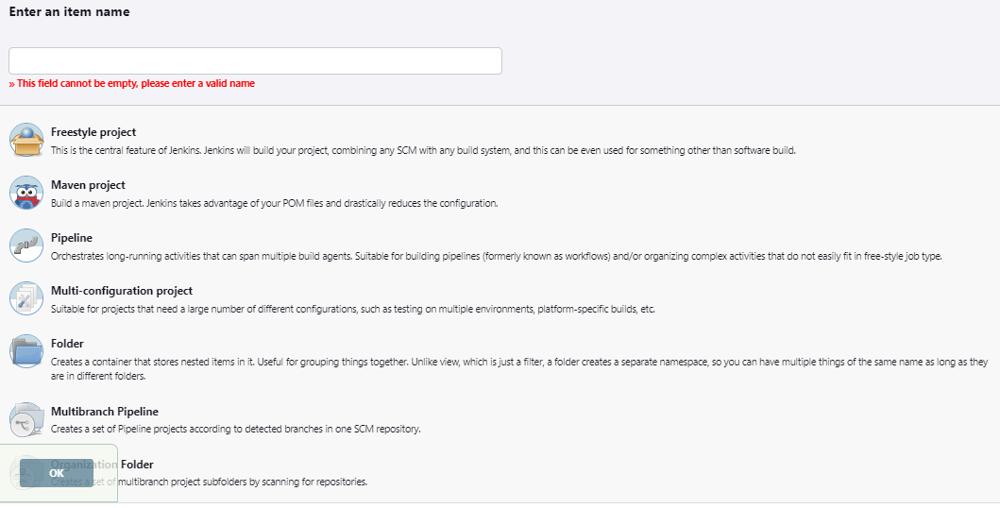 Enter an item name
» This field cannot be empty, please enter a valid name
Freestyle project
This is the central feature of Jenkins. Jenkins will build your project, combining any SCM with any build system, and this can be even used for something other than software build.
Maven project
Build a maven project. Jenkins takes advantage of your POM files and drastically reduces the configuration.
Pipeline
Orchestrates long-running activities that can span multiple build agents. Suitable for building pipelines (formerly known as workflows) and/or organizing complex activities that do not easily fit in free-style job type.
Multi-configuration project
Suitable for projects that need a large number of different configurations, such as testing on multiple environments, platform-specific builds, etc.
Folder
Creates a container that stores nested items in it. Useful for grouping things together. Unlike view, which is just a filter, a folder creates a separate namespace, so you can have multiple things of the same name as long as they
are in different folders.
Multibranch Pipeline
Creates a set of Pipeline projects according to detected branches in one SCM repository.
Organization Folder
OK
Creates a set of multibranch project subfolders by scanning for repositories.